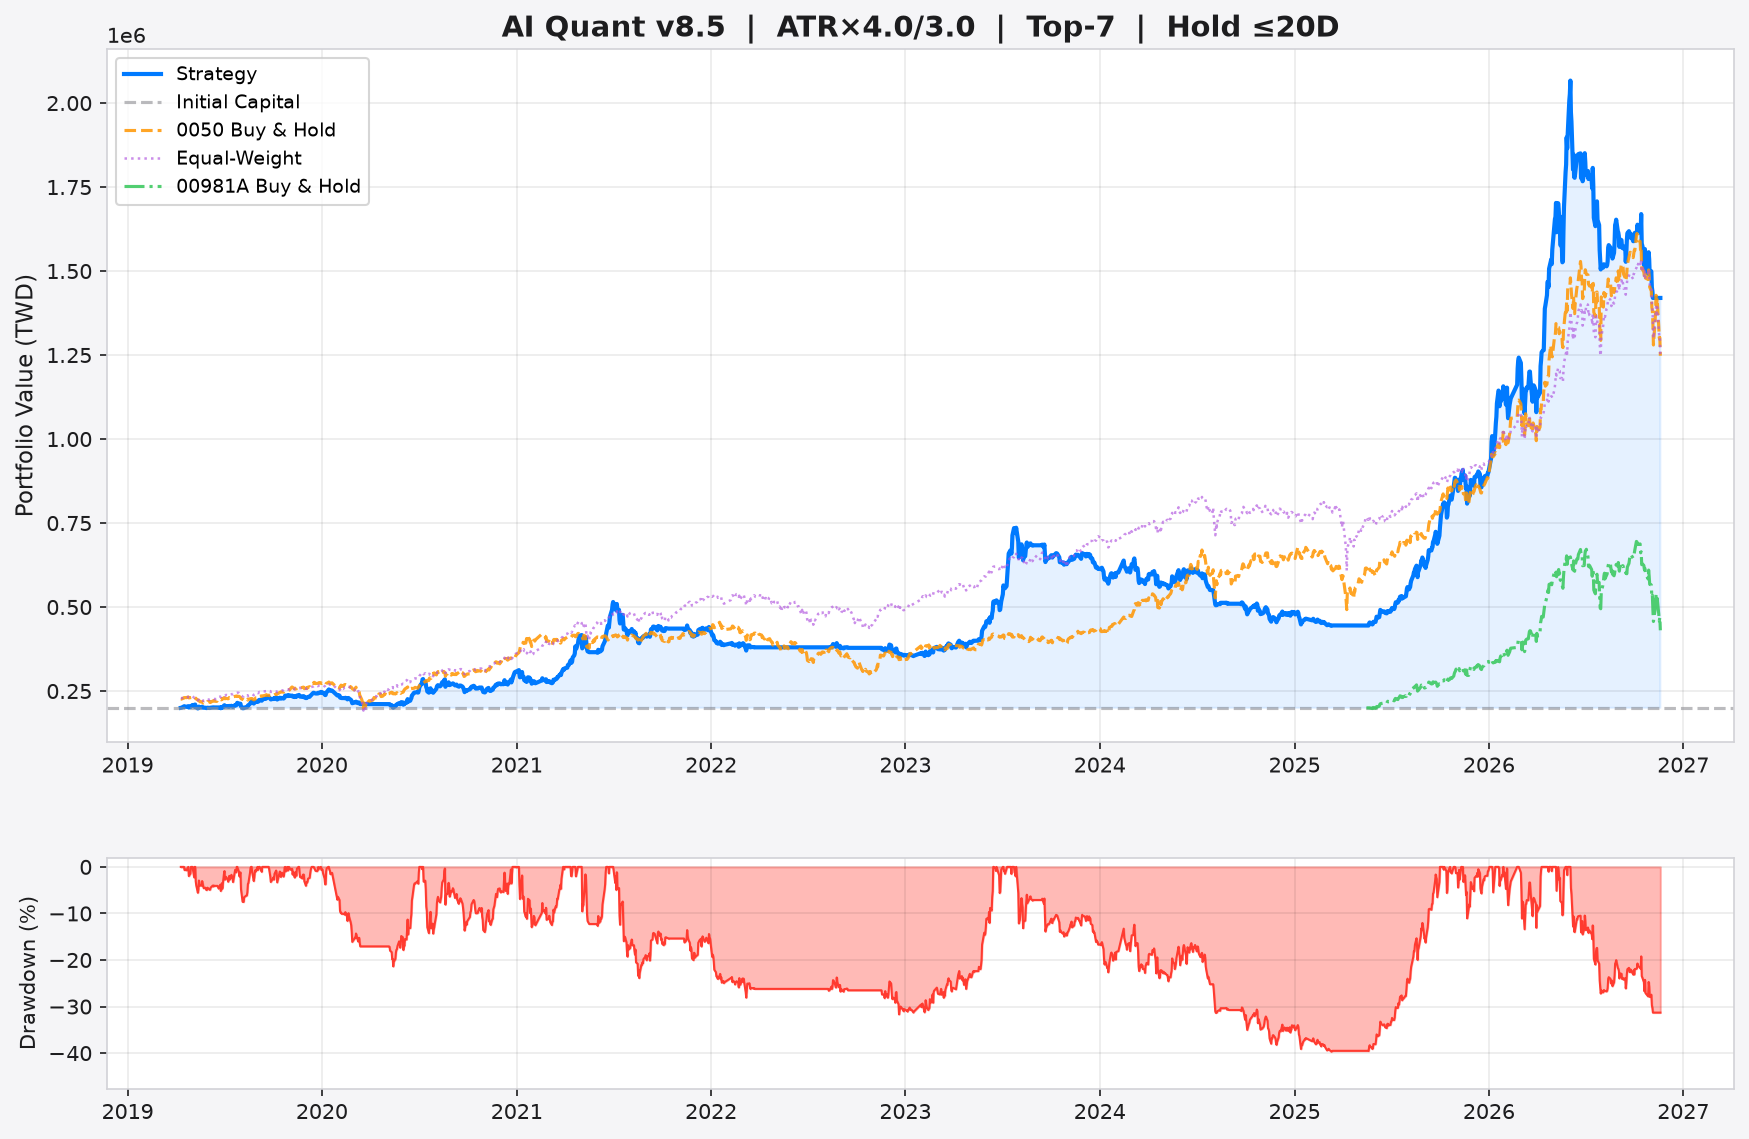 AI Quant v8.5 | ATR×4.0/3.0 | Top-7 | Hold ≤20D
1e6
Strategy
Initial Capital
0050 Buy & Hold
Equal-Weight
00981A Buy & Hold
Portfolio Value (TWD)
2.00
1.75
1.50
1.25
1.00
0.75
0.50
0.25
2019 2020 2021 2022 2023 2024 2025 2026 2027
Drawdown (%)
0
−10
−20
−30
−40
2019 2020 2021 2022 2023 2024 2025 2026 2027